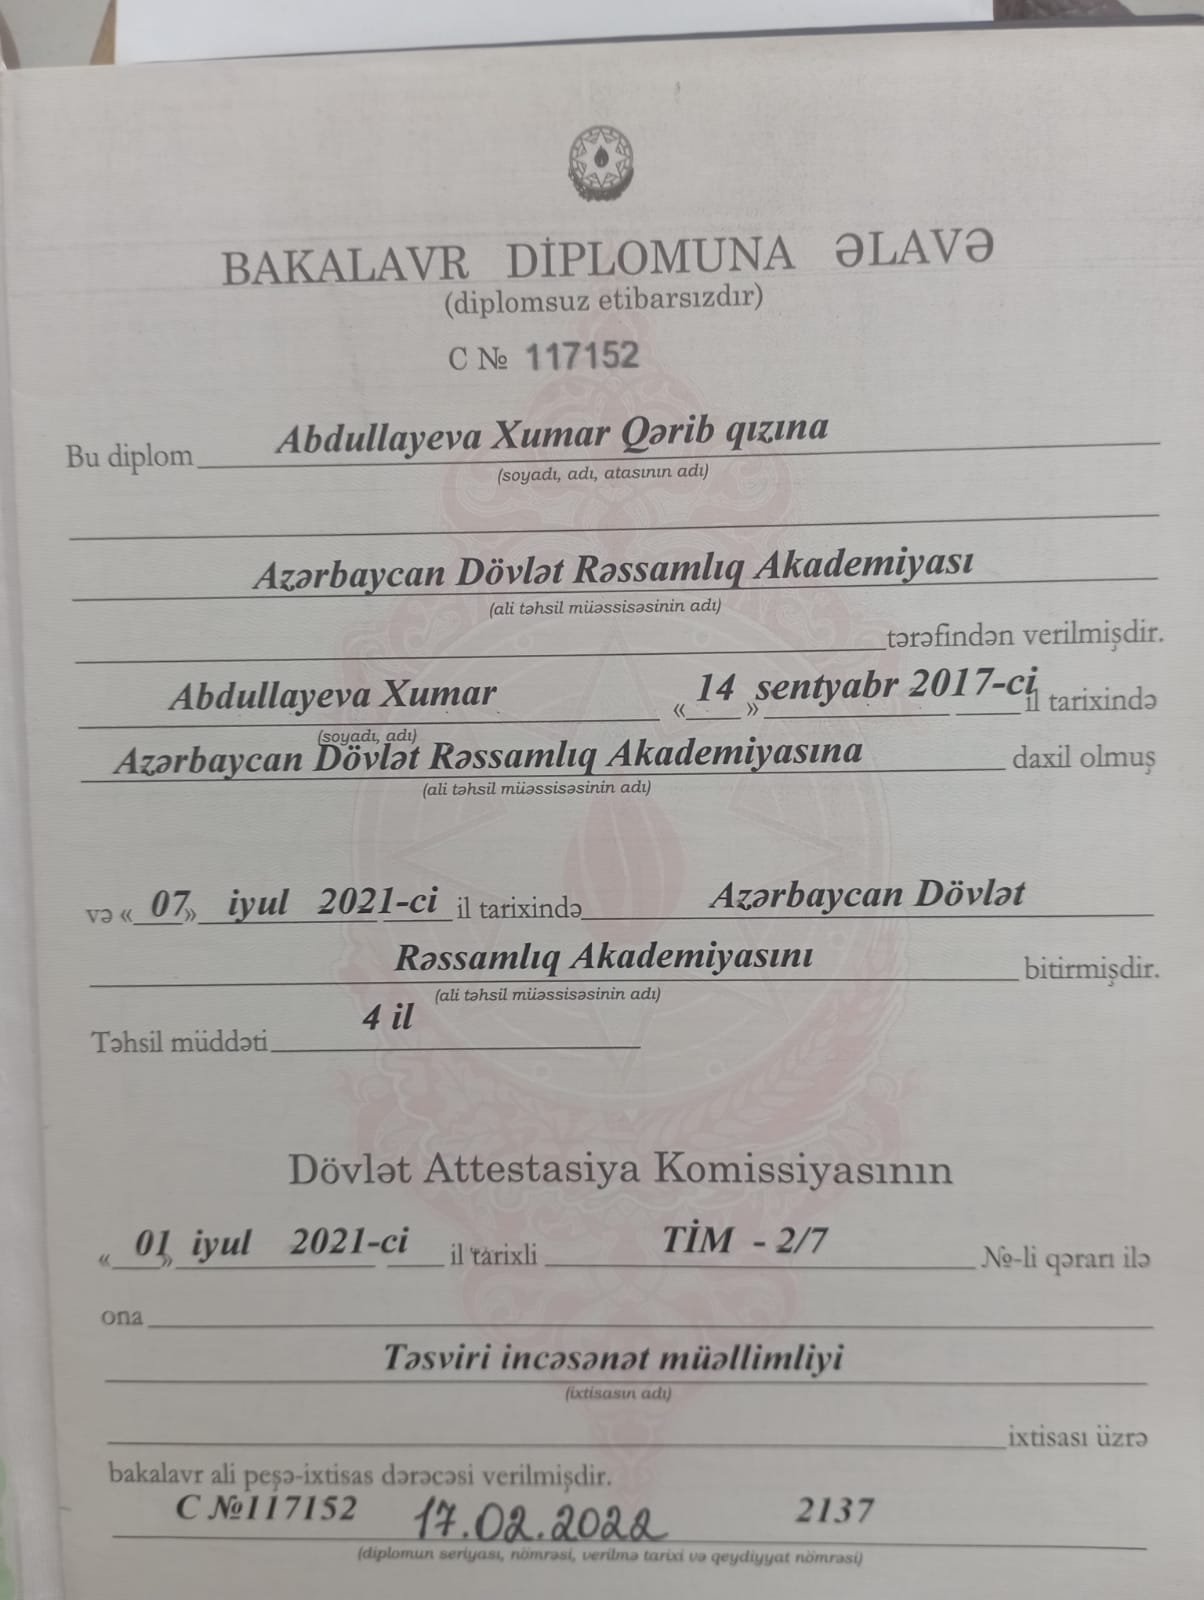 BAKALAVR DİPLOMUNA ƏLAVƏ
(diplomsuz etibarsızdır)
C № 117152
Bu diplom Abdullayeva Xumar Qərib qızına
(soyadı, adı, atasının adı)
Azərbaycan Dövlət Rəssamlıq Akademiyası
(ali təhsil müəssisəsinin adı)
tərəfindən verilmişdir.
Abdullayeva Xumar «14» sentyabr 2017-ci il tarixində
(soyadı, adı)
Azərbaycan Dövlət Rəssamlıq Akademiyasına daxil olmuş
(ali təhsil müəssisəsinin adı)
və «07» iyul 2021-ci il tarixində Azərbaycan Dövlət
Rəssamlıq Akademiyasını bitirmişdir.
(ali təhsil müəssisəsinin adı)
Təhsil müddəti 4 il
Dövlət Attestasiya Komissiyasının
«01» iyul 2021-ci il tarixli TİM - 2/7 №-li qərarı ilə
ona
Təsviri incəsənət müəllimliyi
(ixtisasın adı)
ixtisası üzrə
bakalavr ali peşə-ixtisas dərəcəsi verilmişdir.
C №117152 17.02.2022 2137
(diplomun seriyası, nömrəsi, verilmə tarixi və qeydiyyat nömrəsi)